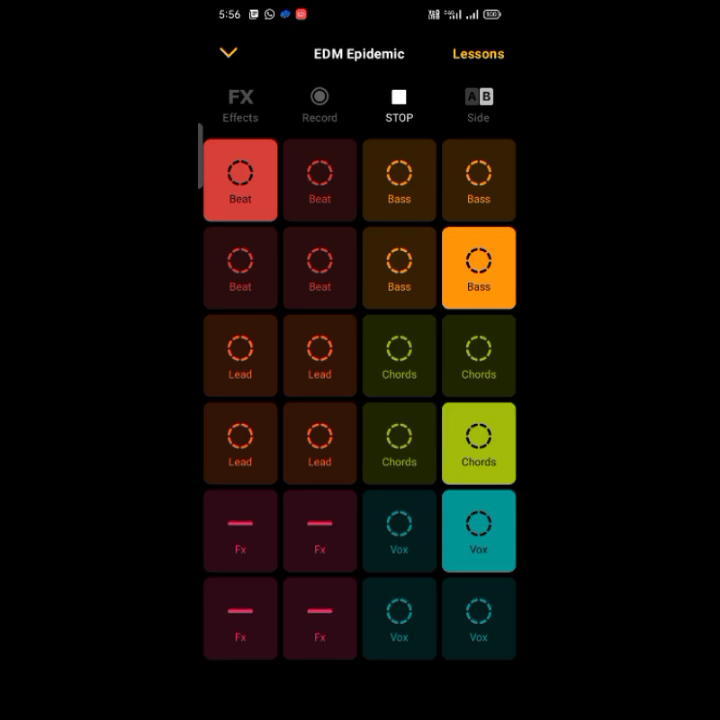 5:56
EDM Epidemic Lessons
FX
A B
Effects Record STOP Side
Beat Beat Bass Bass
Beat Beat Bass Bass
Lead Lead Chords Chords
Lead Lead Chords Chords
Fx Fx Vox Vox
Fx Fx Vox Vox